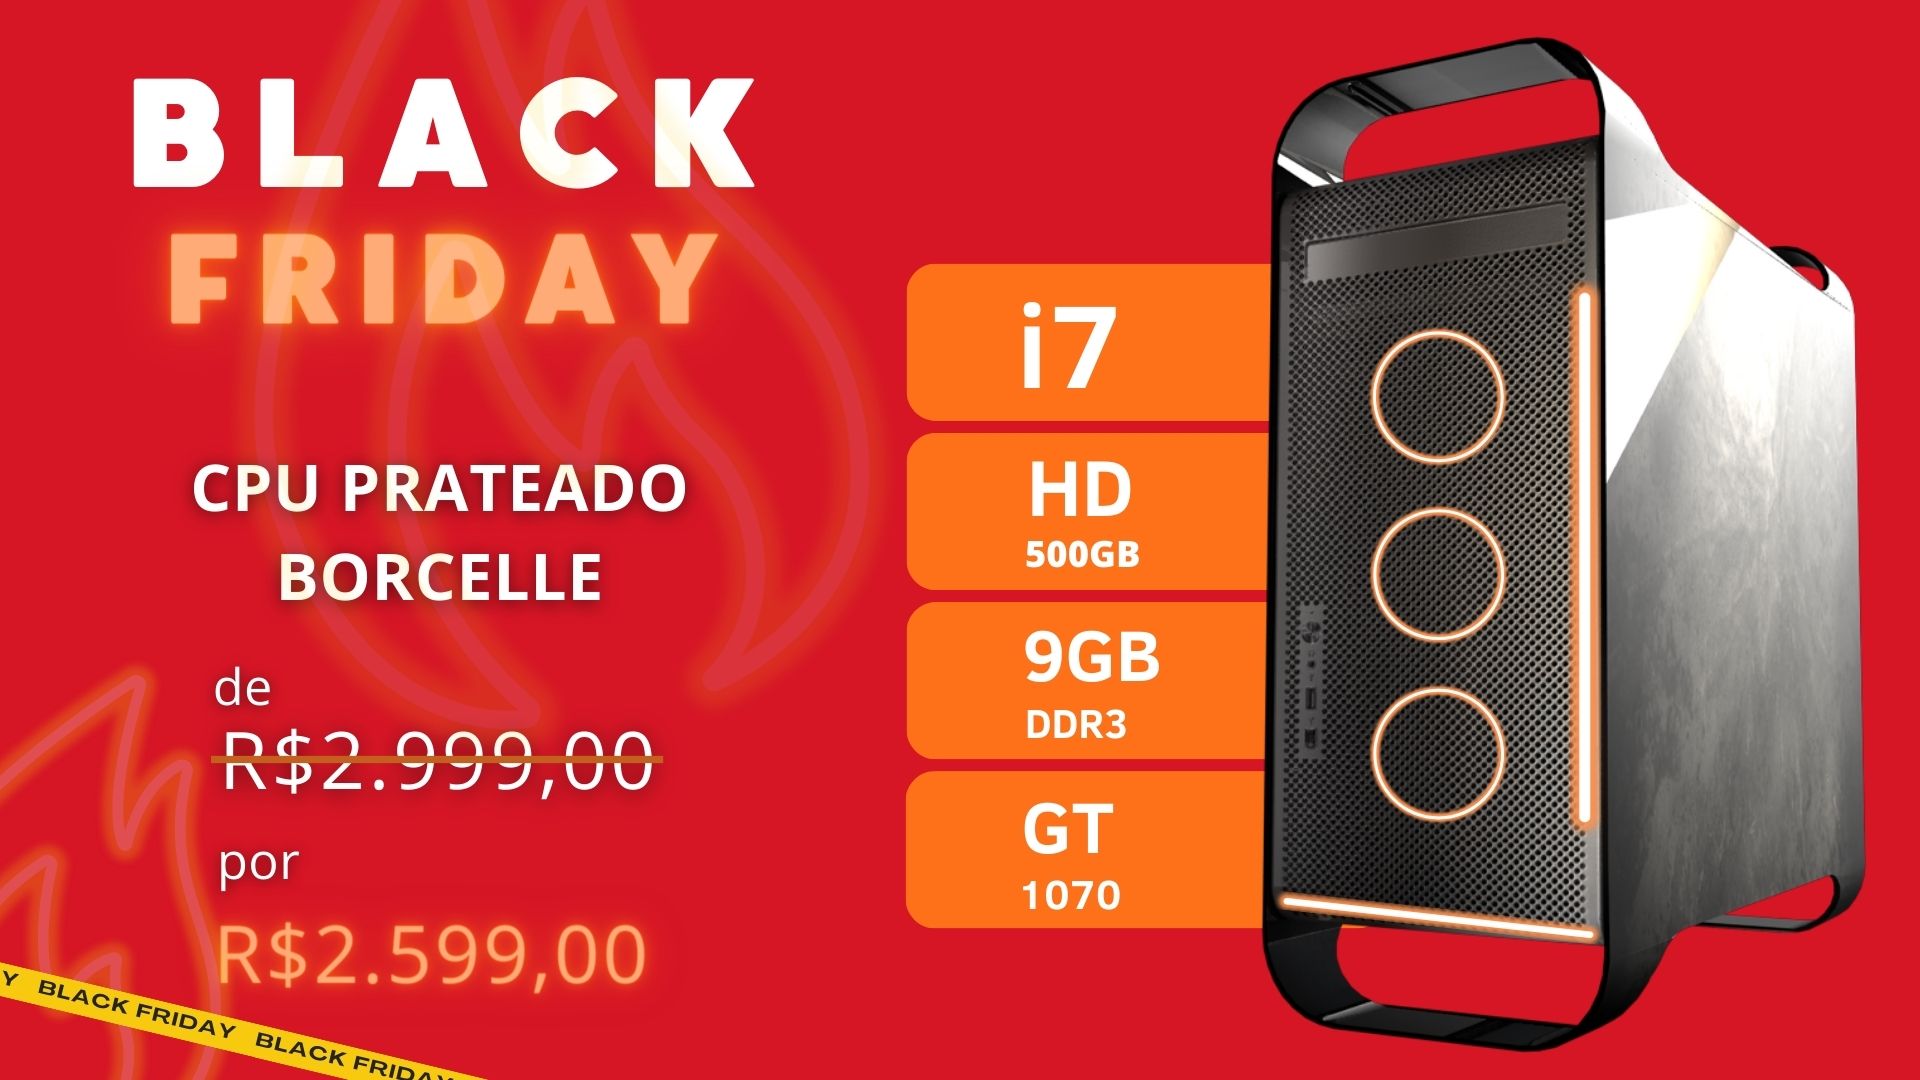 BLACK
FRIDAY
CPU PRATEADO
BORCELLE
de
R$2.999,00
por
R$2.599,00
i7
HD
500GB
9GB
DDR3
GT
1070
Y BLACK FRIDAY BLACK FRIDAY